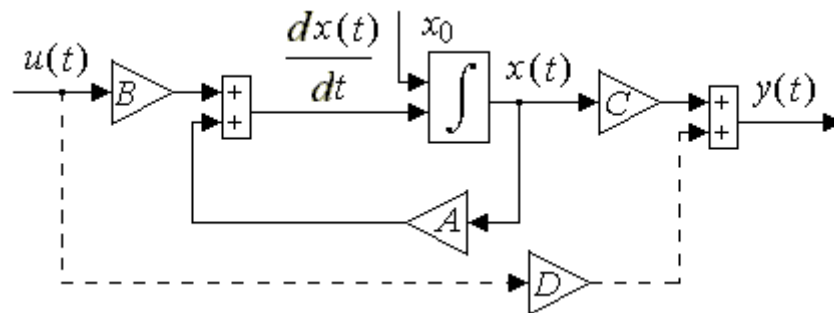 dx(t)
dt
x₀
u(t)
B
+
+
∫
x(t)
C
+
+
y(t)
A
D